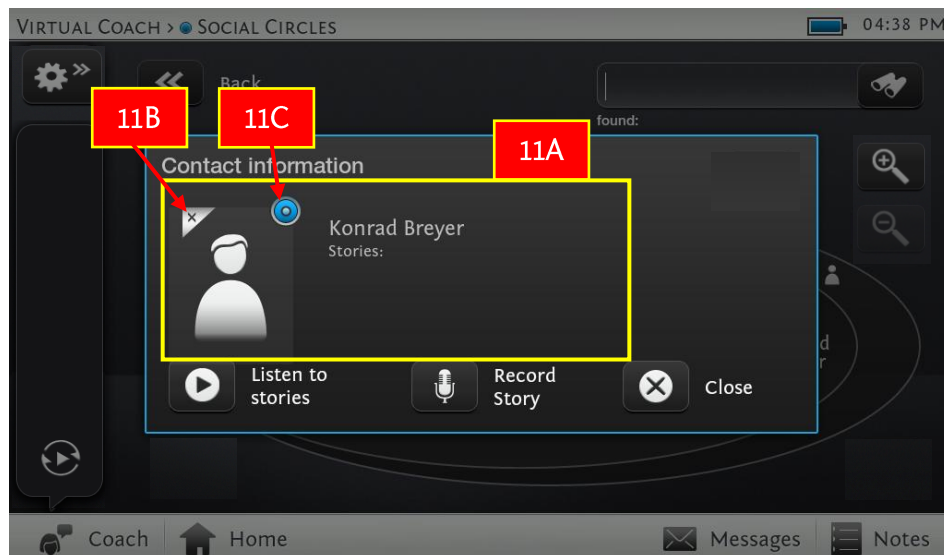 VIRTUAL COACH > SOCIAL CIRCLES
04:38 PM
Back
found:
11B
11C
11A
Contact information
Konrad Breyer
Stories:
d
r
Listen to
stories
Record
Story
Close
Coach
Home
Messages
Notes